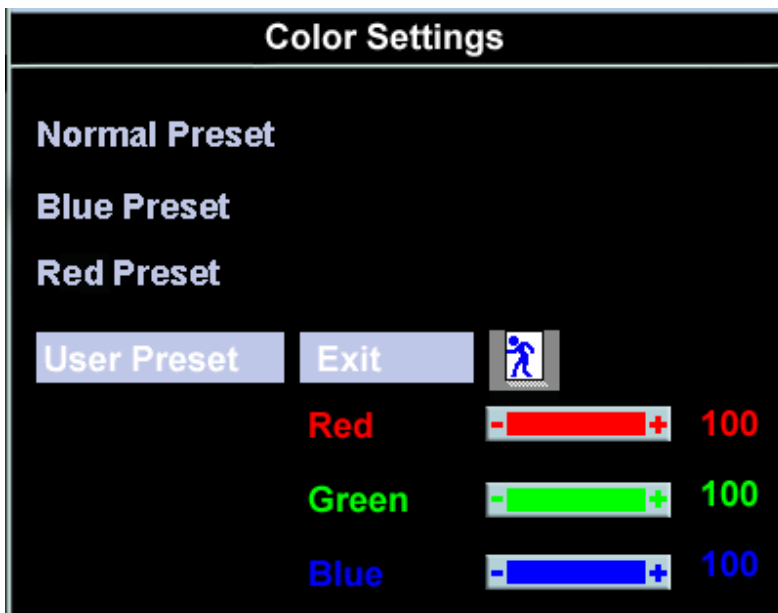 Color Settings
Normal Preset
Blue Preset
Red Preset
User Preset Exit
Red - + 100
Green - + 100
Blue - + 100